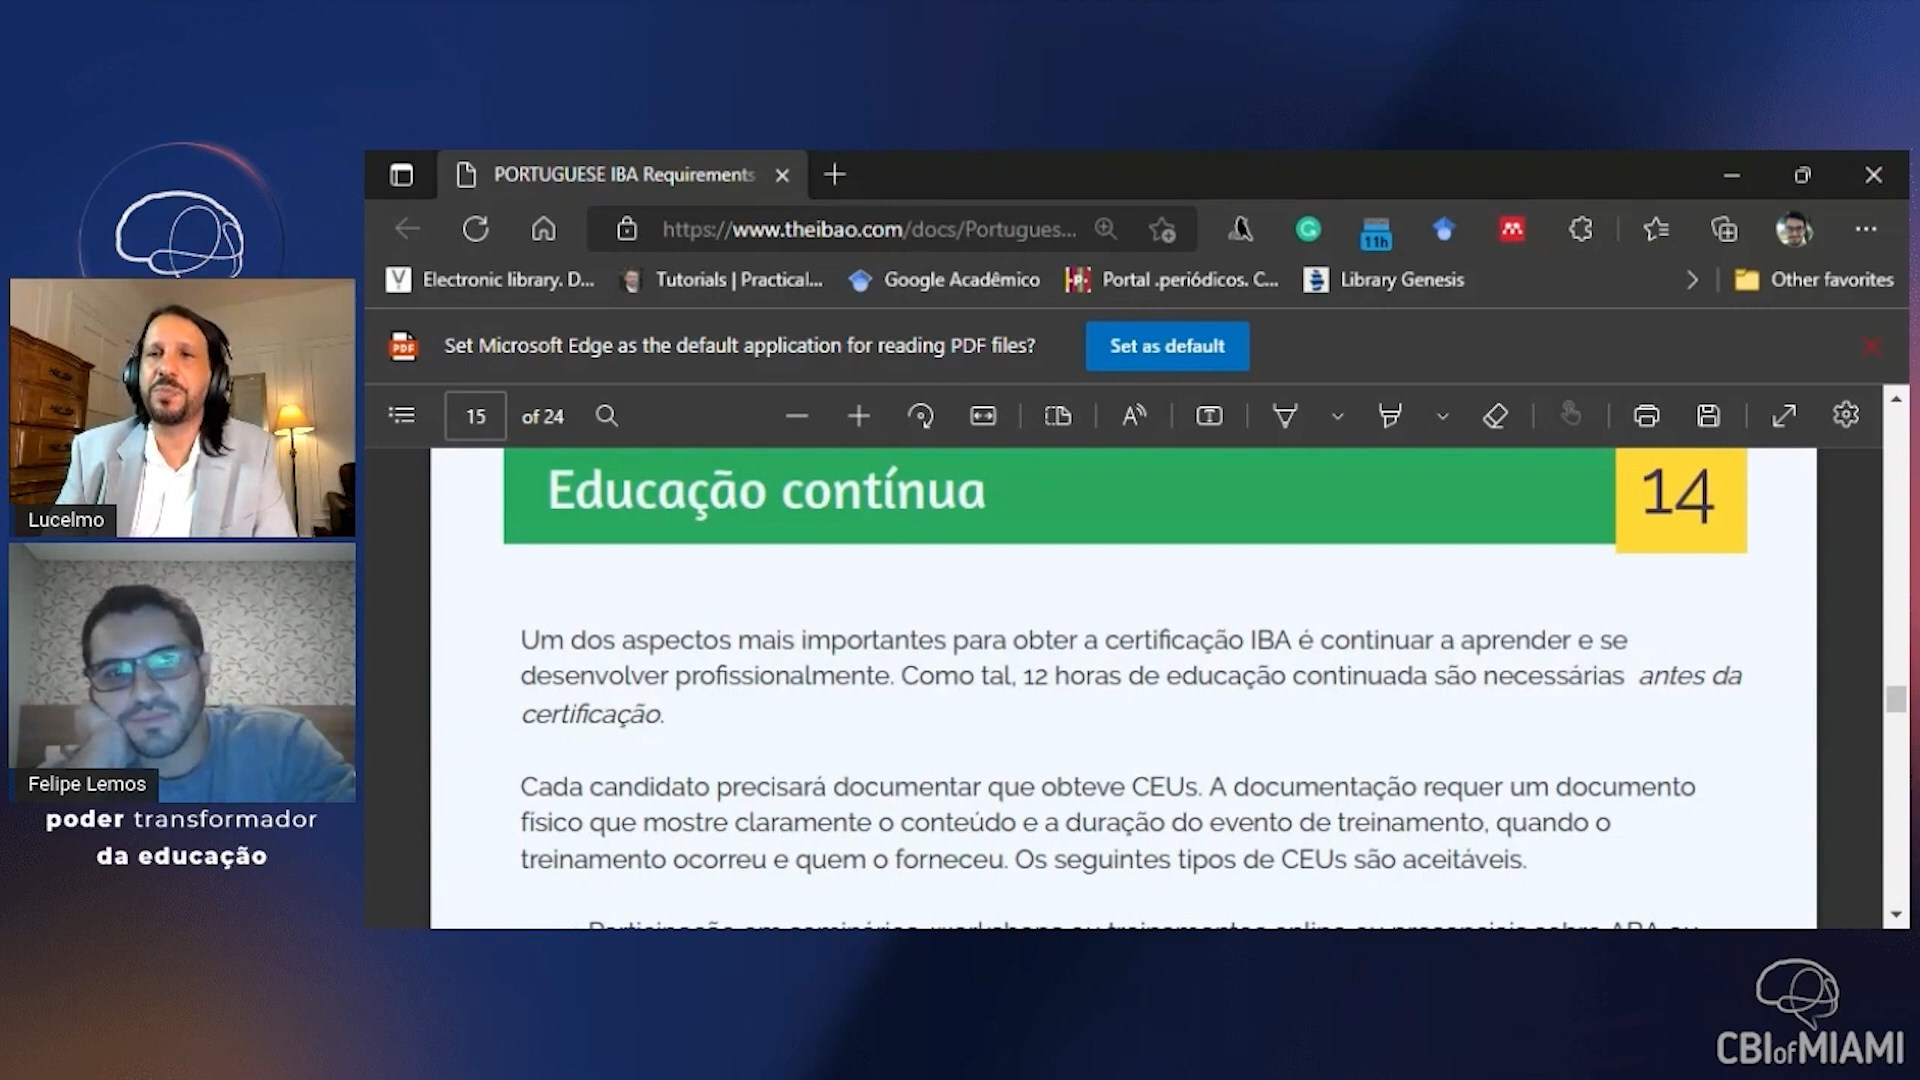 PORTUGUESE IBA Requirements
https://www.theibao.com/docs/Portugues...
11h
Electronic library. D...
Tutorials | Practical...
Google Acadêmico
Portal .periódicos. C...
Library Genesis
Other favorites
PDF
Set Microsoft Edge as the default application for reading PDF files?
Set as default
15 of 24
Educação contínua
14
Um dos aspectos mais importantes para obter a certificação IBA é continuar a aprender e se
desenvolver profissionalmente. Como tal, 12 horas de educação continuada são necessárias antes da
certificação.
Cada candidato precisará documentar que obteve CEUs. A documentação requer um documento
físico que mostre claramente o conteúdo e a duração do evento de treinamento, quando o
treinamento ocorreu e quem o forneceu. Os seguintes tipos de CEUs são aceitáveis.
Lucelmo
Felipe Lemos
poder transformador
da educação
CBIofMIAMI